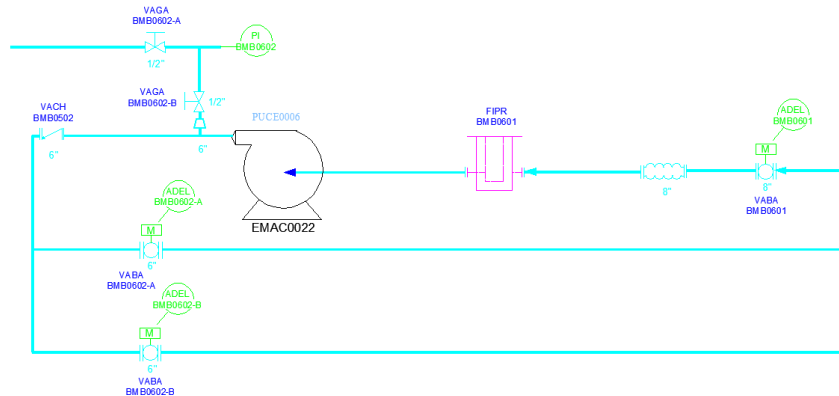 VAGA
BMB0602-A
PI
BMB0602
1/2"
VAGA
BMB0602-B
1/2"
VACH
BMB0502
6"
6"
PUCE0006
EMAC0022
FIPR
BMB0601
ADEL
BMB0601
M
8"
8"
VABA
BMB0601
ADEL
BMB0602-A
M
6"
VABA
BMB0602-A
ADEL
BMB0602-B
M
6"
VABA
BMB0602-B